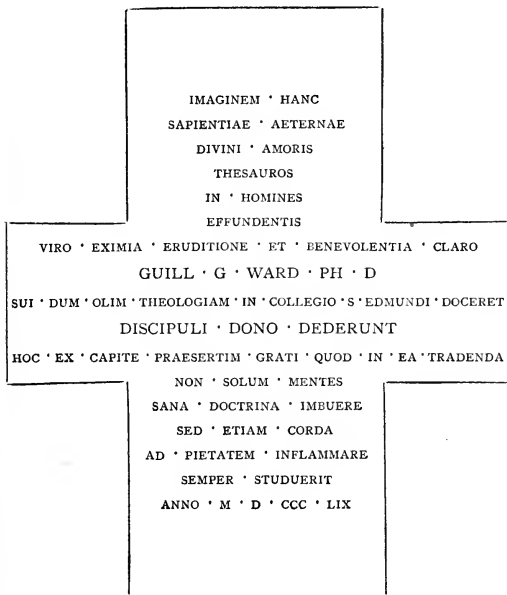 IMAGINEM · HANC
SAPIENTIAE · AETERNAE
DIVINI · AMORIS
THESAUROS
IN · HOMINES
EFFUNDENTIS
VIRO · EXIMIA · ERUDITIONE · ET · BENEVOLENTIA · CLARO
GUILL · G · WARD · PH · D
SUI · DUM · OLIM · THEOLOGIAM · IN · COLLEGIO · S · EDMUNDI · DOCERET
DISCIPULI · DONO · DEDERUNT
HOC · EX · CAPITE · PRAESERTIM · GRATI · QUOD · IN · EA · TRADENDA
NON · SOLUM · MENTES
SANA · DOCTRINA · IMBUERE
SED · ETIAM · CORDA
AD · PIETATEM · INFLAMMARE
SEMPER · STUDUERIT
ANNO · M · D · CCC · LIX